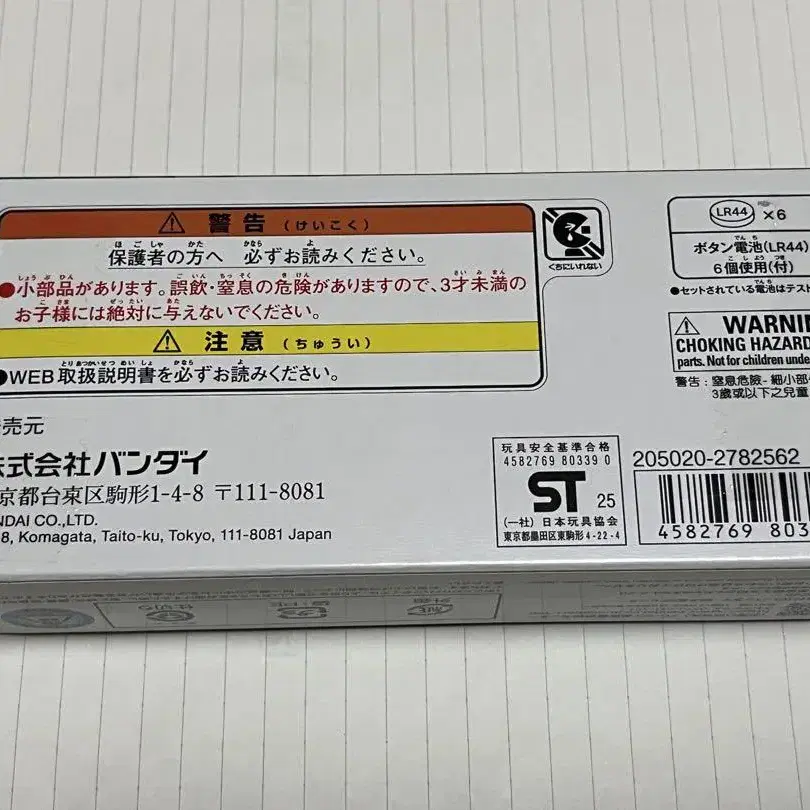 警告 (けいこく)
保護者の方へ 必ずお読みください。
●小部品があります。誤飲・窒息の危険がありますので、3才未満の
お子様には絶対に与えないでください。
注意 (ちゅうい)
●WEB取扱説明書を必ずお読みください。
くちにいれない
LR44 ×6
ボタン電池(LR44)
6個使用(付)
●セットされている電池はテスト
WARNIN
CHOKING HAZARD
parts. Not for children unde
警告：窒息危險-細小部
3歲或以下之兒童
売元
式会社バンダイ
京都台東区駒形1-4-8 〒111-8081
NDAI CO.,LTD.
8, Komagata, Taito-ku, Tokyo, 111-8081 Japan
玩具安全基準合格
4582769 80339 0
ST 25
(一社) 日本玩具協会
東京都墨田区東駒形4-22-4
205020-2782562
4582769 803